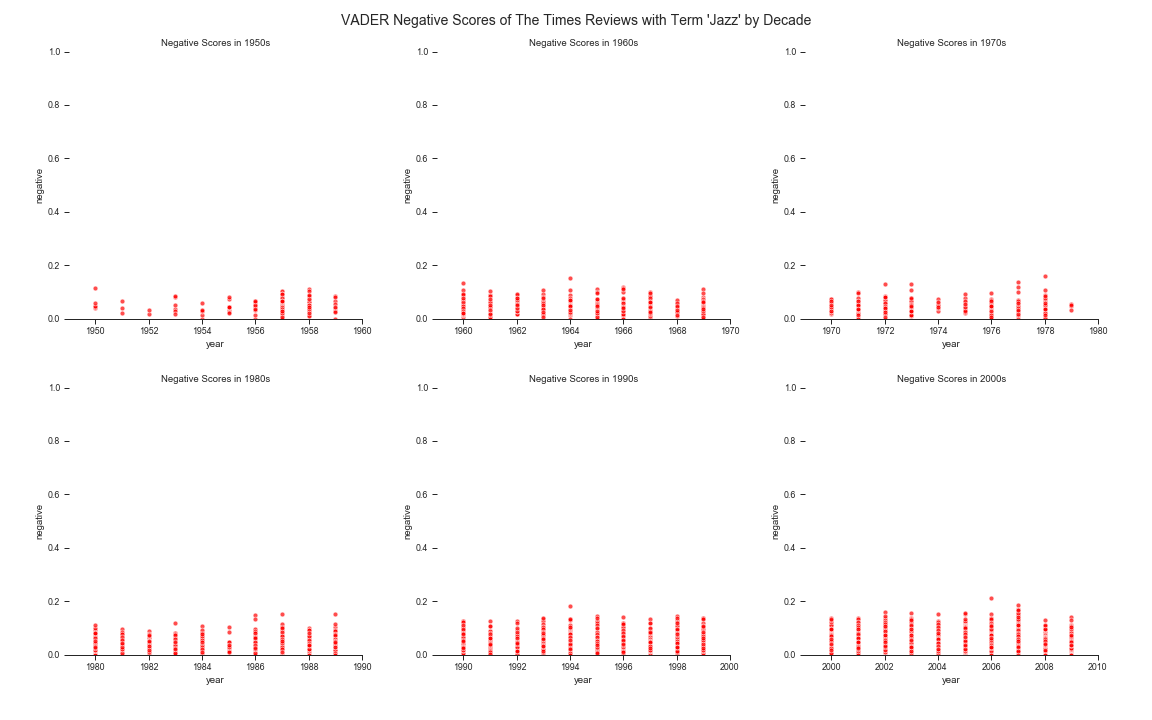 VADER Negative Scores of The Times Reviews with Term 'Jazz' by Decade
Negative Scores in 1950s
1.0
0.8
0.6
0.4
0.2
0.0
negative
1950 1952 1954 1956 1958 1960
year
Negative Scores in 1960s
1.0
0.8
0.6
0.4
0.2
0.0
negative
1960 1962 1964 1966 1968 1970
year
Negative Scores in 1970s
1.0
0.8
0.6
0.4
0.2
0.0
negative
1970 1972 1974 1976 1978 1980
year
Negative Scores in 1980s
1.0
0.8
0.6
0.4
0.2
0.0
negative
1980 1982 1984 1986 1988 1990
year
Negative Scores in 1990s
1.0
0.8
0.6
0.4
0.2
0.0
negative
1990 1992 1994 1996 1998 2000
year
Negative Scores in 2000s
1.0
0.8
0.6
0.4
0.2
0.0
negative
2000 2002 2004 2006 2008 2010
year